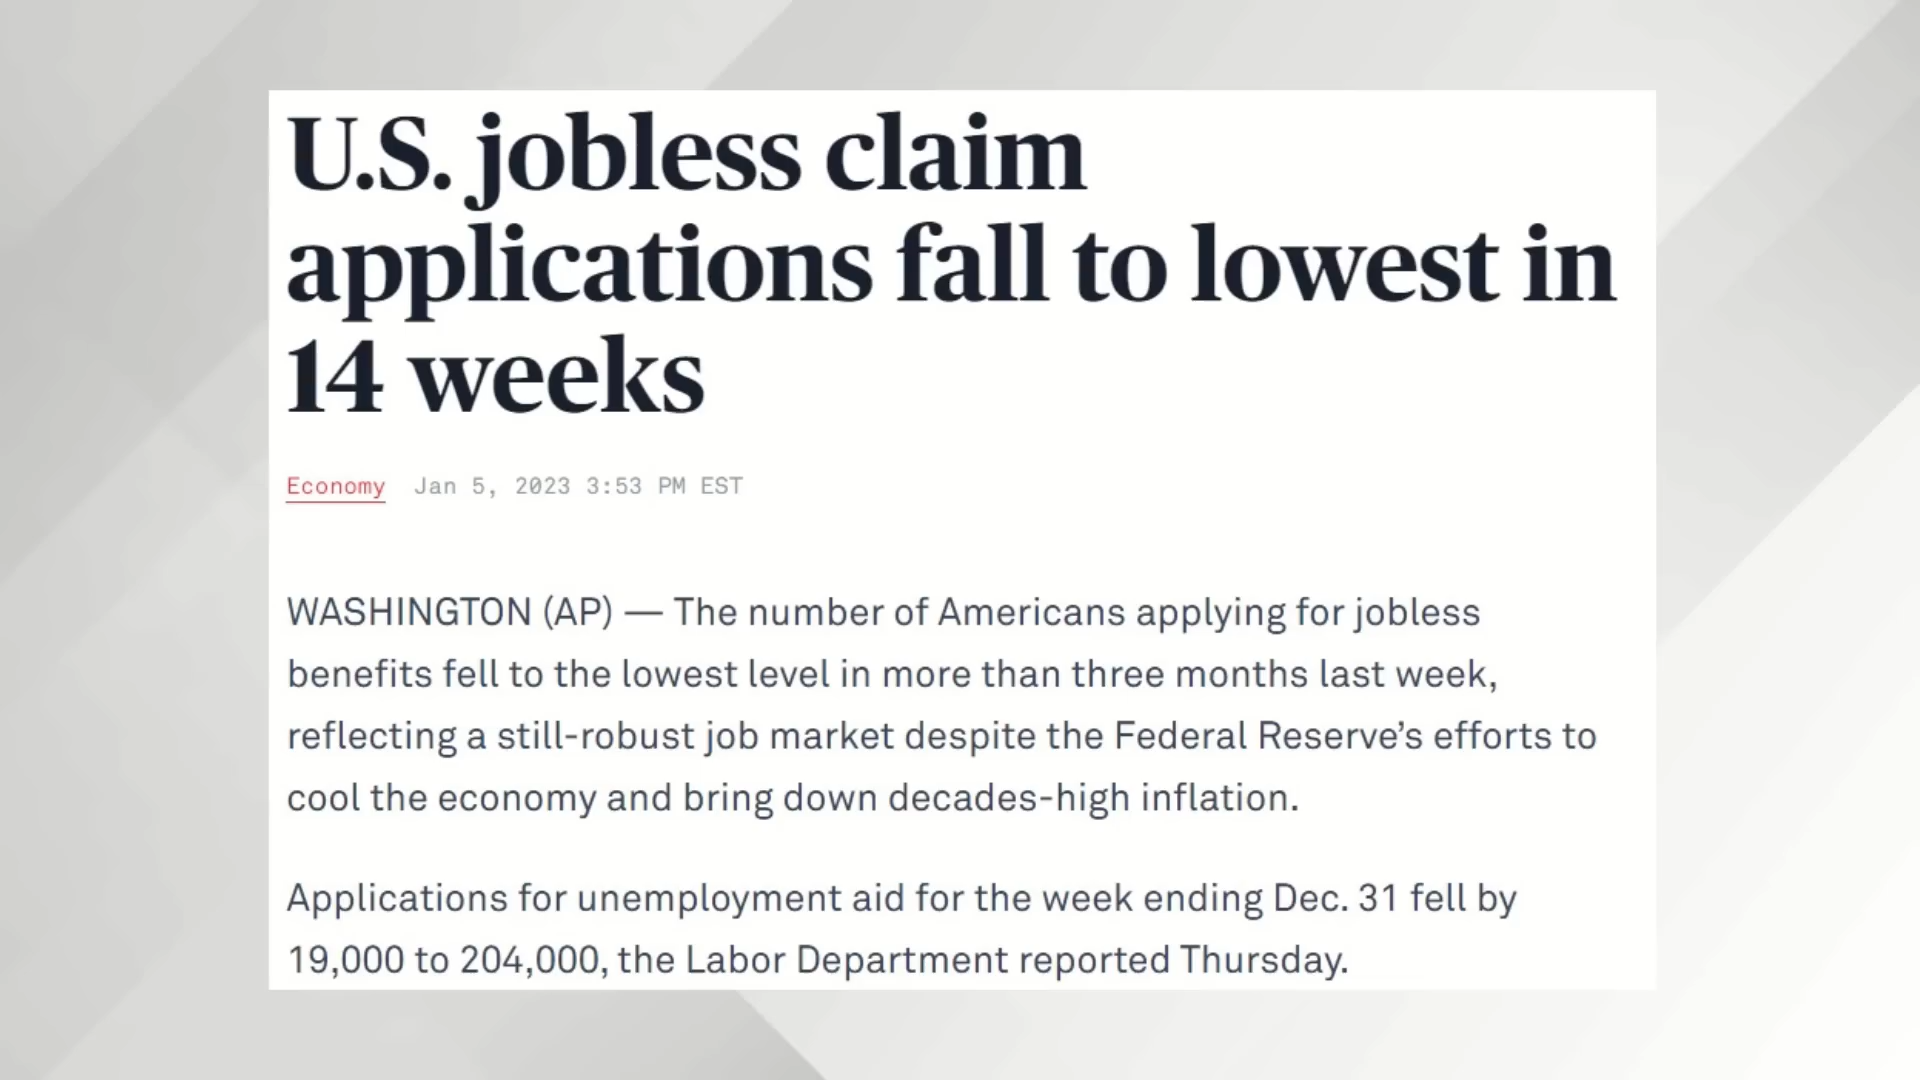 U.S. jobless claim
applications fall to lowest in
14 weeks
Economy Jan 5, 2023 3:53 PM EST
WASHINGTON (AP) — The number of Americans applying for jobless
benefits fell to the lowest level in more than three months last week,
reflecting a still-robust job market despite the Federal Reserve’s efforts to
cool the economy and bring down decades-high inflation.
Applications for unemployment aid for the week ending Dec. 31 fell by
19,000 to 204,000, the Labor Department reported Thursday.